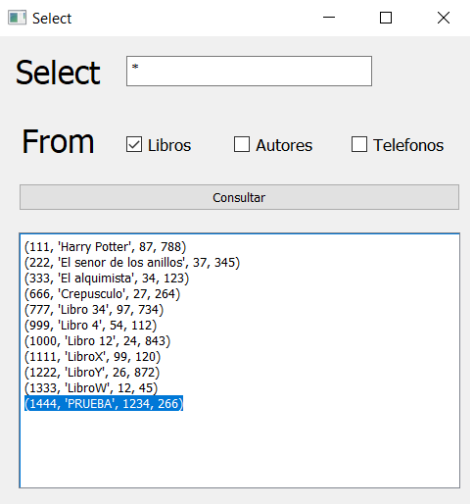 Select
Select *
From Libros Autores Telefonos
Consultar
(111, 'Harry Potter', 87, 788)
(222, 'El senor de los anillos', 37, 345)
(333, 'El alquimista', 34, 123)
(666, 'Crepusculo', 27, 264)
(777, 'Libro 34', 97, 734)
(999, 'Libro 4', 54, 112)
(1000, 'Libro 12', 24, 843)
(1111, 'LibroX', 99, 120)
(1222, 'LibroY', 26, 872)
(1333, 'LibroW', 12, 45)
(1444, 'PRUEBA', 1234, 266)